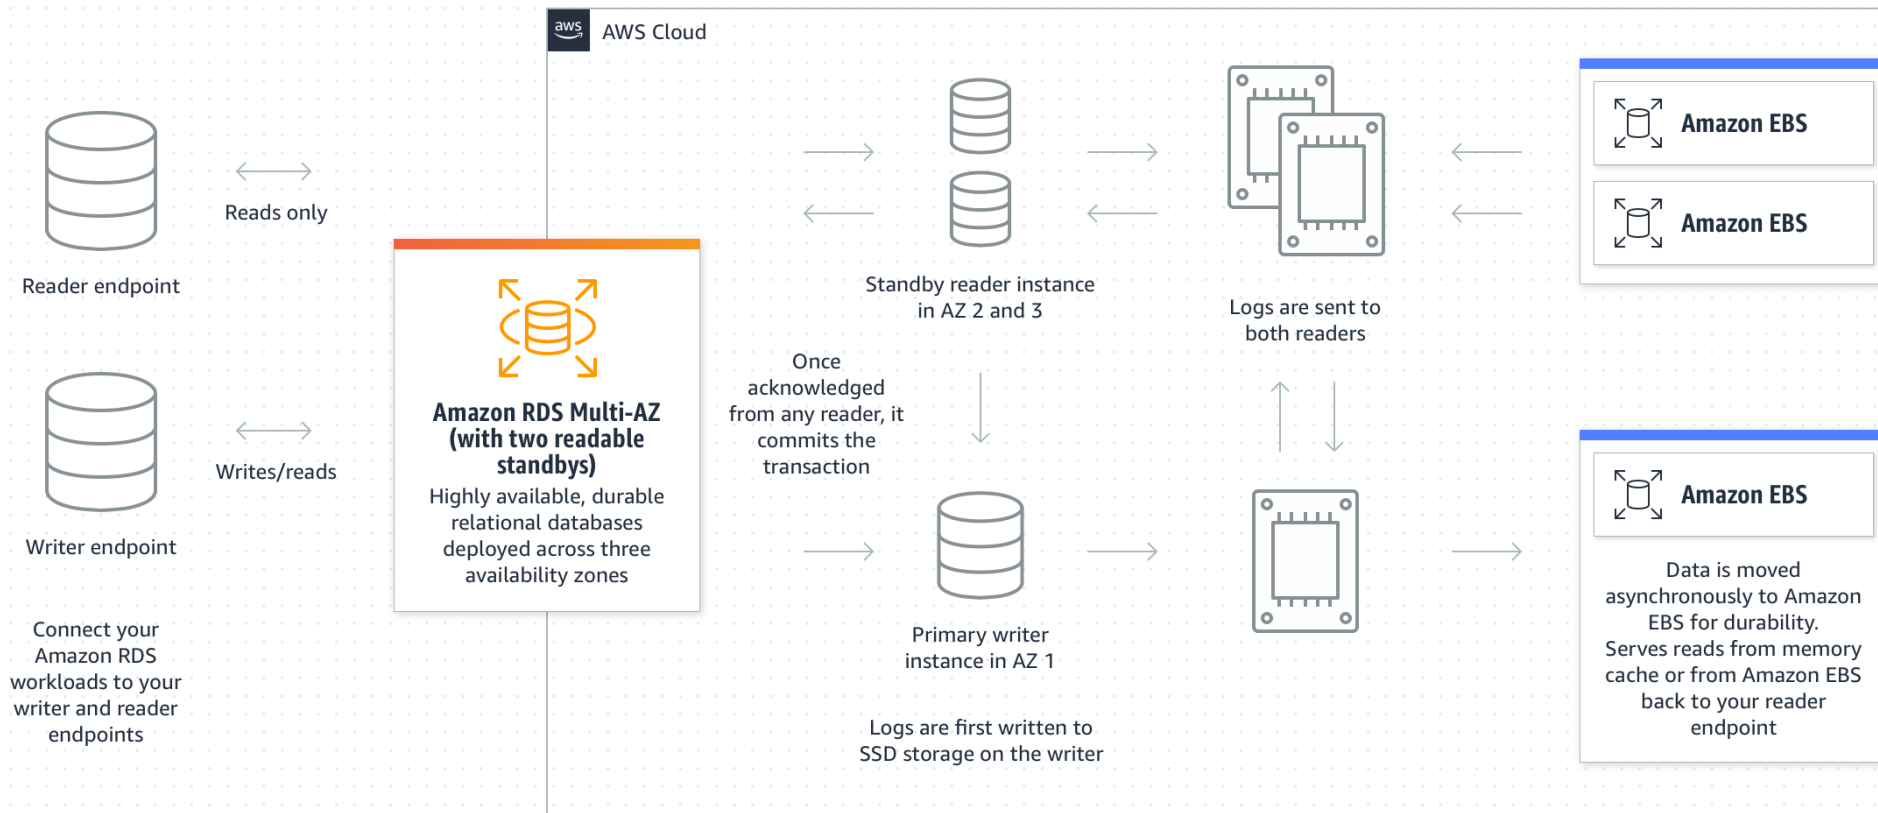 aws
AWS Cloud
Reads only
Reader endpoint
Writes/reads
Writer endpoint
Connect your
Amazon RDS
workloads to your
writer and reader
endpoints
Amazon RDS Multi-AZ
(with two readable
standbys)
Highly available, durable
relational databases
deployed across three
availability zones
Standby reader instance
in AZ 2 and 3
Once
acknowledged
from any reader, it
commits the
transaction
Primary writer
instance in AZ 1
Logs are first written to
SSD storage on the writer
Logs are sent to
both readers
Amazon EBS
Amazon EBS
Amazon EBS
Data is moved
asynchronously to Amazon
EBS for durability.
Serves reads from memory
cache or from Amazon EBS
back to your reader
endpoint